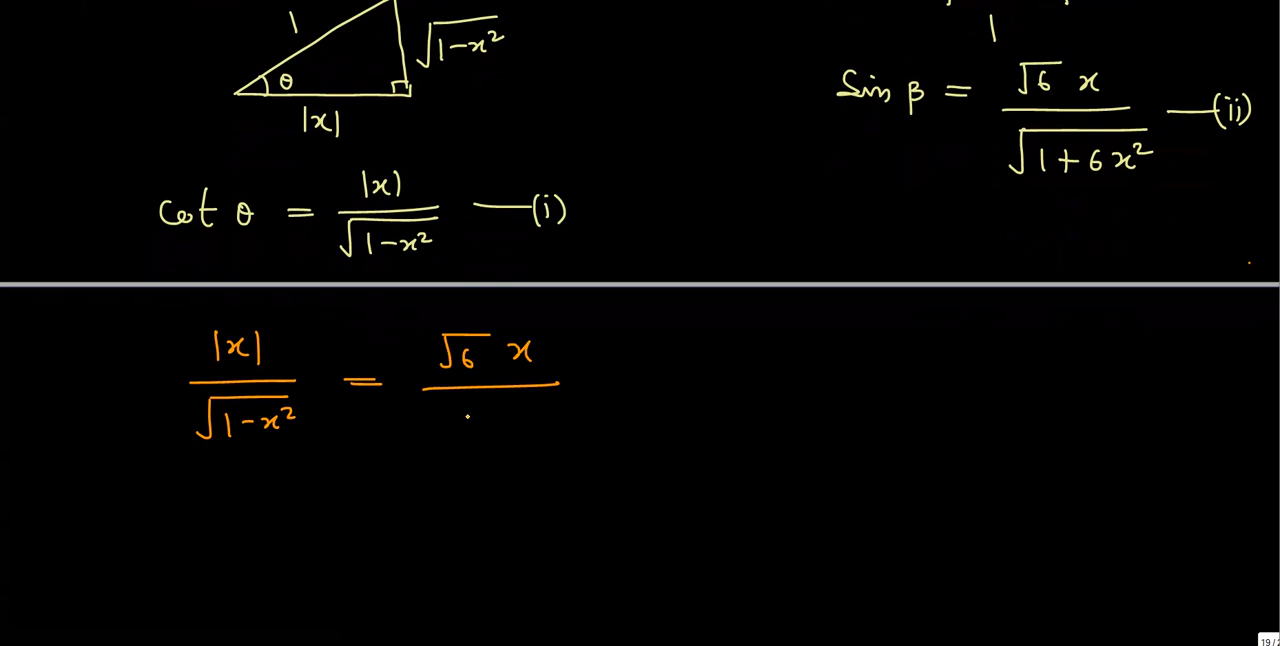 1
√1-x²
θ
|x|
1
Sin β = √6 x / √1+6x² —(ii)
Cot θ = |x| / √1-x² —(i)
|x| / √1-x² = √6 x
19/2